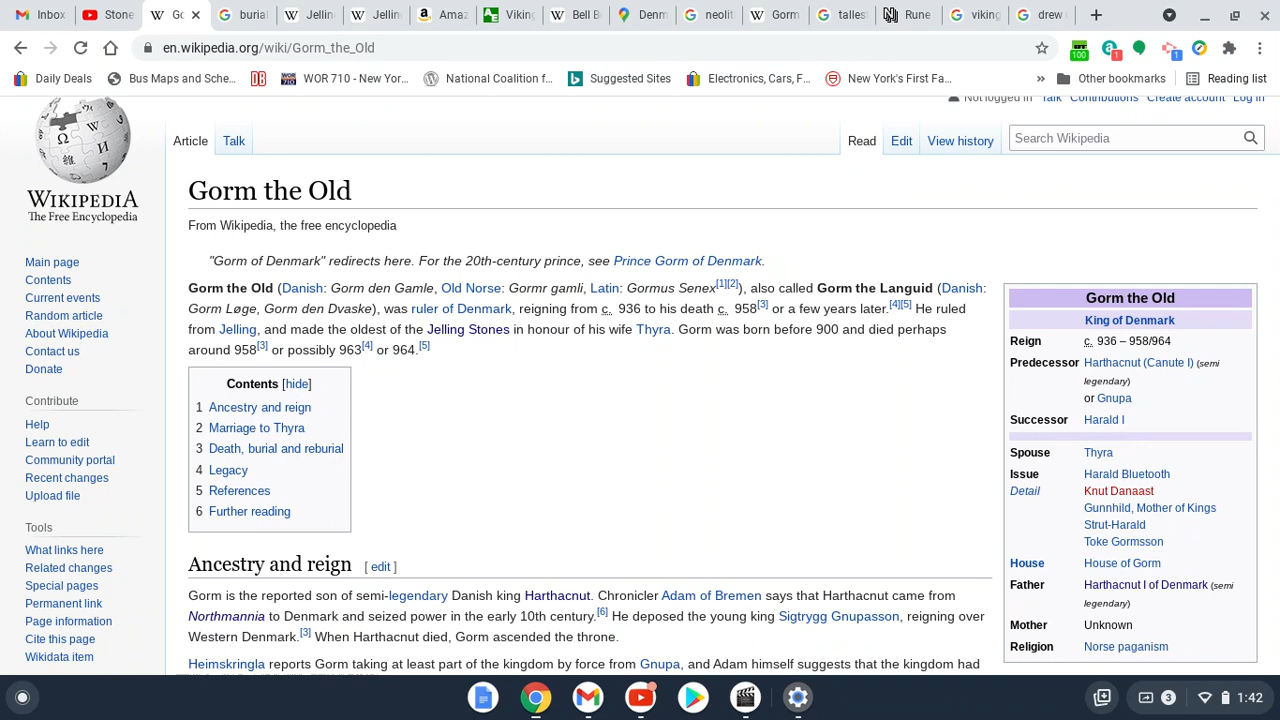 Inbox Stone Go burial Jellin Jellin Amaz Viking Bell B Denm neolit Gorm tallest Rune viking drew
en.wikipedia.org/wiki/Gorm_the_Old 100 1 1
Daily Deals Bus Maps and Sche... DB WOR 710 - New Yor... National Coalition f... Suggested Sites Electronics, Cars, F... New York's First Fa... » Other bookmarks Reading list
Not logged in Talk Contributions Create account Log in
Article Talk Read Edit View history Search Wikipedia
WIKIPEDIA
The Free Encyclopedia
Main page
Contents
Current events
Random article
About Wikipedia
Contact us
Donate
Contribute
Help
Learn to edit
Community portal
Recent changes
Upload file
Tools
What links here
Related changes
Special pages
Permanent link
Page information
Cite this page
Wikidata item
Gorm the Old
From Wikipedia, the free encyclopedia
"Gorm of Denmark" redirects here. For the 20th-century prince, see Prince Gorm of Denmark.
Gorm the Old (Danish: Gorm den Gamle, Old Norse: Gormr gamli, Latin: Gormus Senex[1][2]), also called Gorm the Languid (Danish:
Gorm Løge, Gorm den Dvaske), was ruler of Denmark, reigning from c. 936 to his death c. 958[3] or a few years later.[4][5] He ruled
from Jelling, and made the oldest of the Jelling Stones in honour of his wife Thyra. Gorm was born before 900 and died perhaps
around 958[3] or possibly 963[4] or 964.[5]
Contents [hide]
1 Ancestry and reign
2 Marriage to Thyra
3 Death, burial and reburial
4 Legacy
5 References
6 Further reading
Ancestry and reign [ edit ]
Gorm is the reported son of semi-legendary Danish king Harthacnut. Chronicler Adam of Bremen says that Harthacnut came from
Northmannia to Denmark and seized power in the early 10th century.[6] He deposed the young king Sigtrygg Gnupasson, reigning over
Western Denmark.[3] When Harthacnut died, Gorm ascended the throne.
Heimskringla reports Gorm taking at least part of the kingdom by force from Gnupa, and Adam himself suggests that the kingdom had
Gorm the Old
King of Denmark
Reign c. 936 – 958/964
Predecessor Harthacnut (Canute I) (semi
legendary)
or Gnupa
Successor Harald I
Spouse Thyra
Issue Harald Bluetooth
Detail Knut Danaast
Gunnhild, Mother of Kings
Strut-Harald
Toke Gormsson
House House of Gorm
Father Harthacnut I of Denmark (semi
legendary)
Mother Unknown
Religion Norse paganism
3 1:42